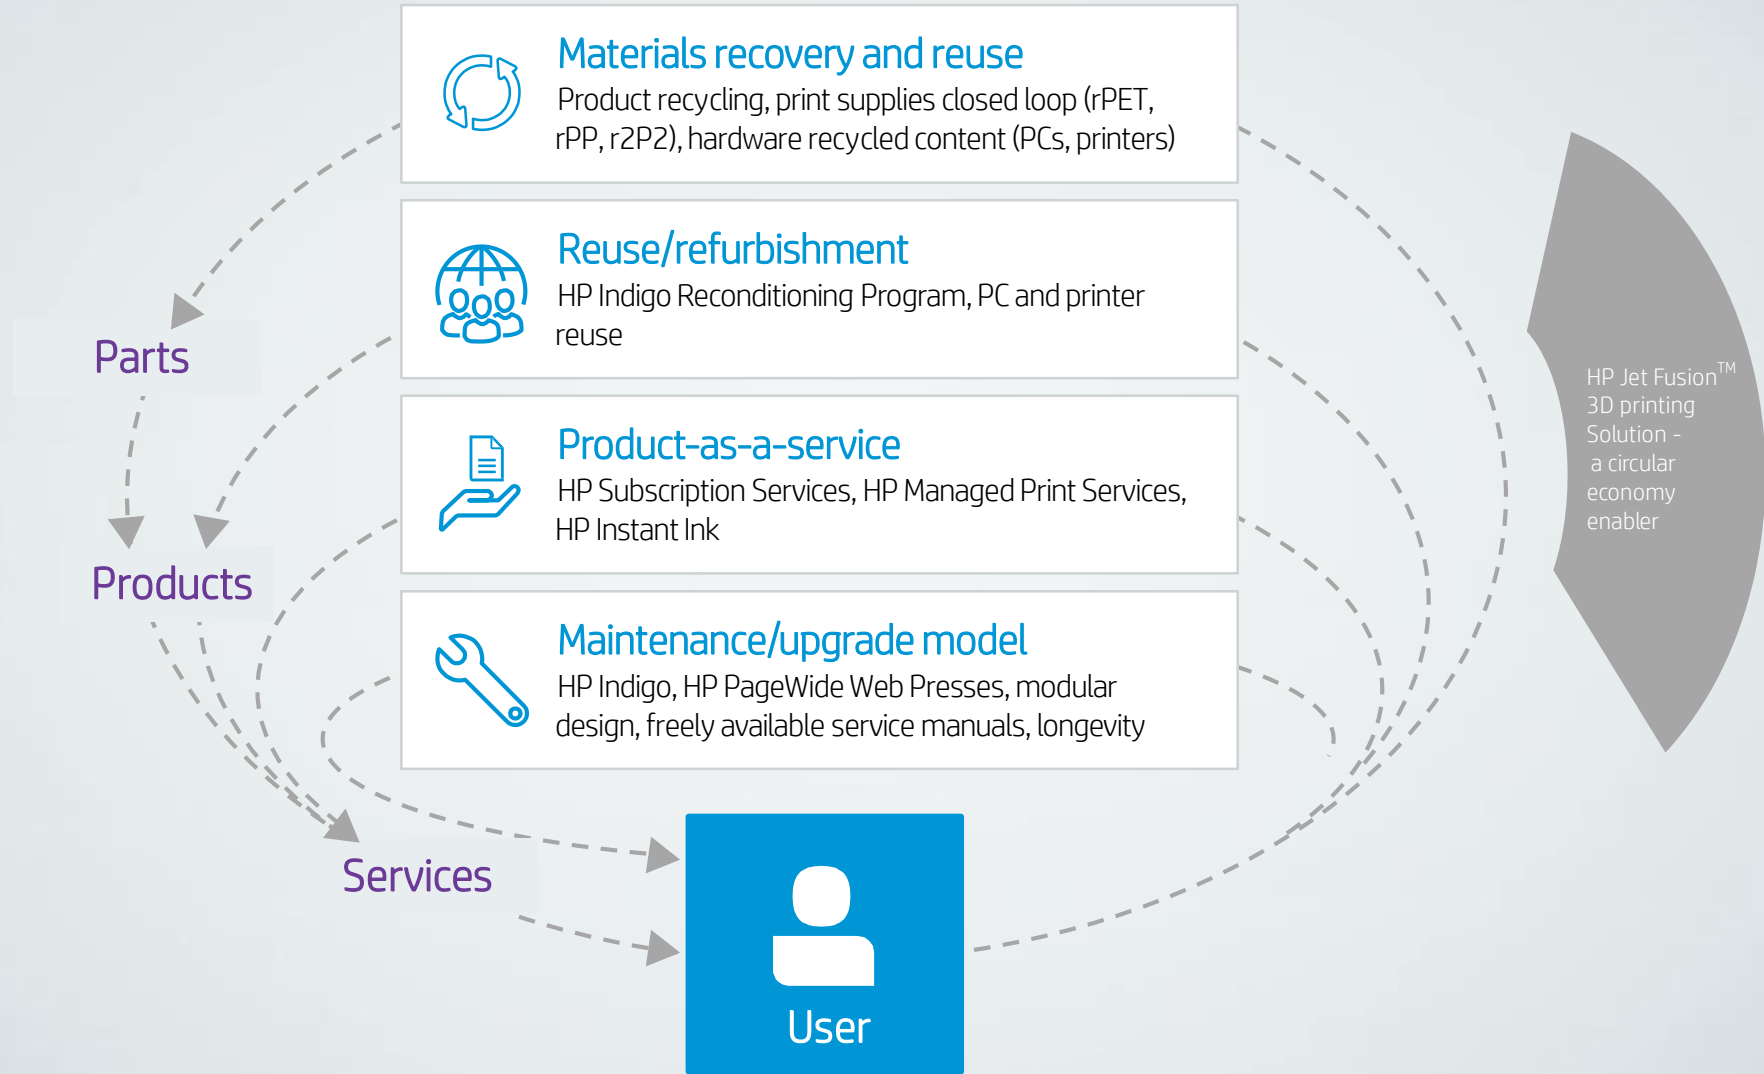 Materials recovery and reuse
Product recycling, print supplies closed loop (rPET,
rPP, r2P2), hardware recycled content (PCs, printers)
Reuse/refurbishment
HP Indigo Reconditioning Program, PC and printer
reuse
Product-as-a-service
HP Subscription Services, HP Managed Print Services,
HP Instant Ink
Maintenance/upgrade model
HP Indigo, HP PageWide Web Presses, modular
design, freely available service manuals, longevity
Parts
Products
Services
User
HP Jet Fusion™
3D printing
Solution -
a circular
economy
enabler